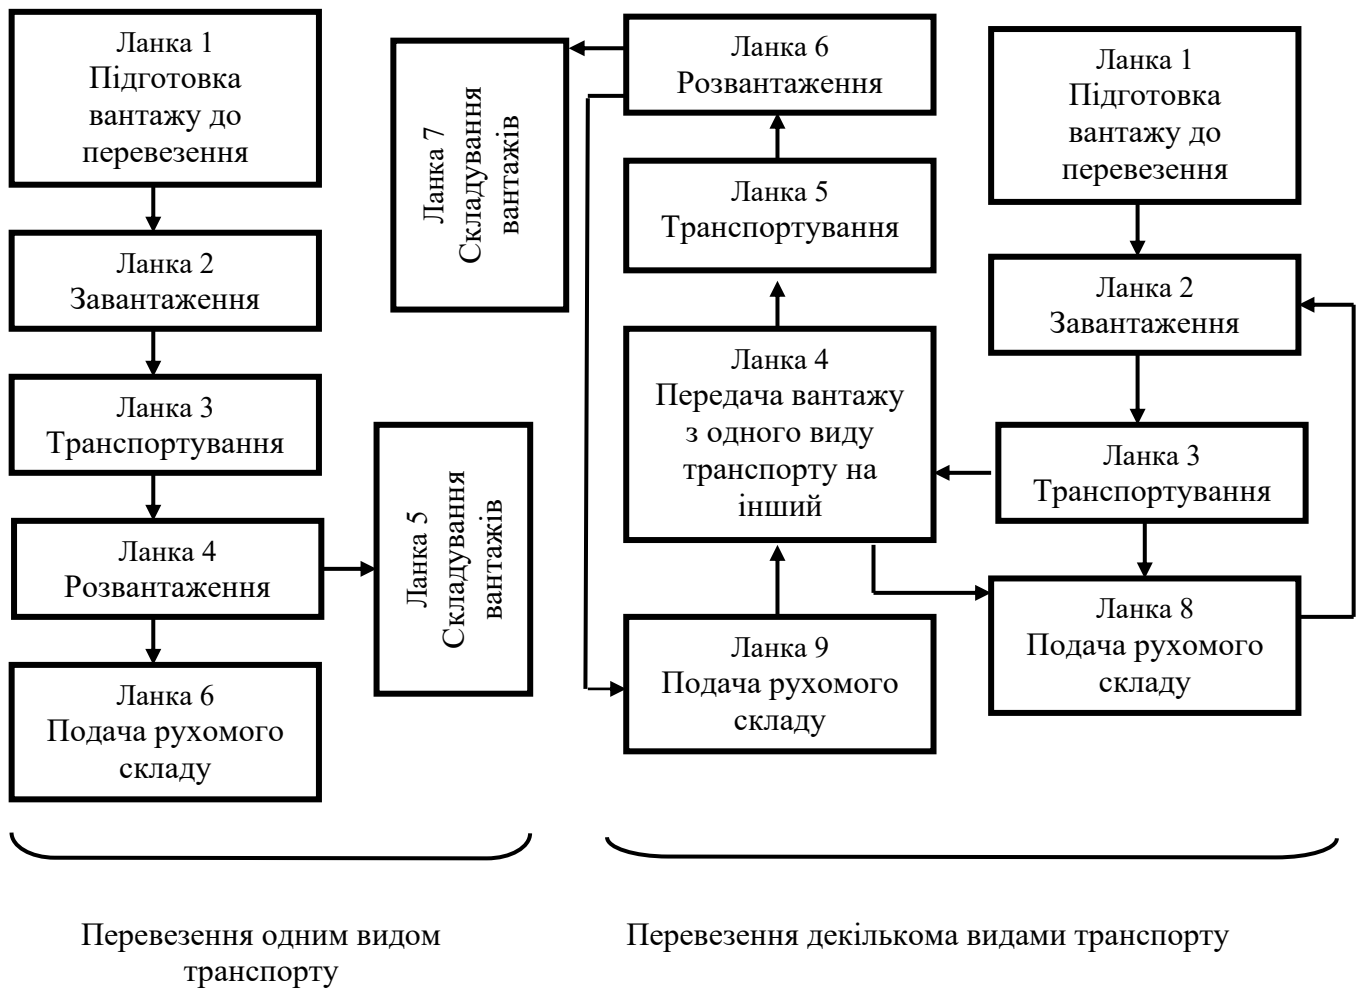 Ланка 1
Підготовка
вантажу до
перевезення
Ланка 2
Завантаження
Ланка 3
Транспортування
Ланка 4
Розвантаження
Ланка 5
Складування
вантажів
Ланка 6
Подача рухомого
складу
Перевезення одним видом
транспорту
Ланка 1
Підготовка
вантажу до
перевезення
Ланка 2
Завантаження
Ланка 3
Транспортування
Ланка 4
Передача вантажу
з одного виду
транспорту на
інший
Ланка 5
Транспортування
Ланка 6
Розвантаження
Ланка 7
Складування
вантажів
Ланка 8
Подача рухомого
складу
Ланка 9
Подача рухомого
складу
Перевезення декількома видами транспорту